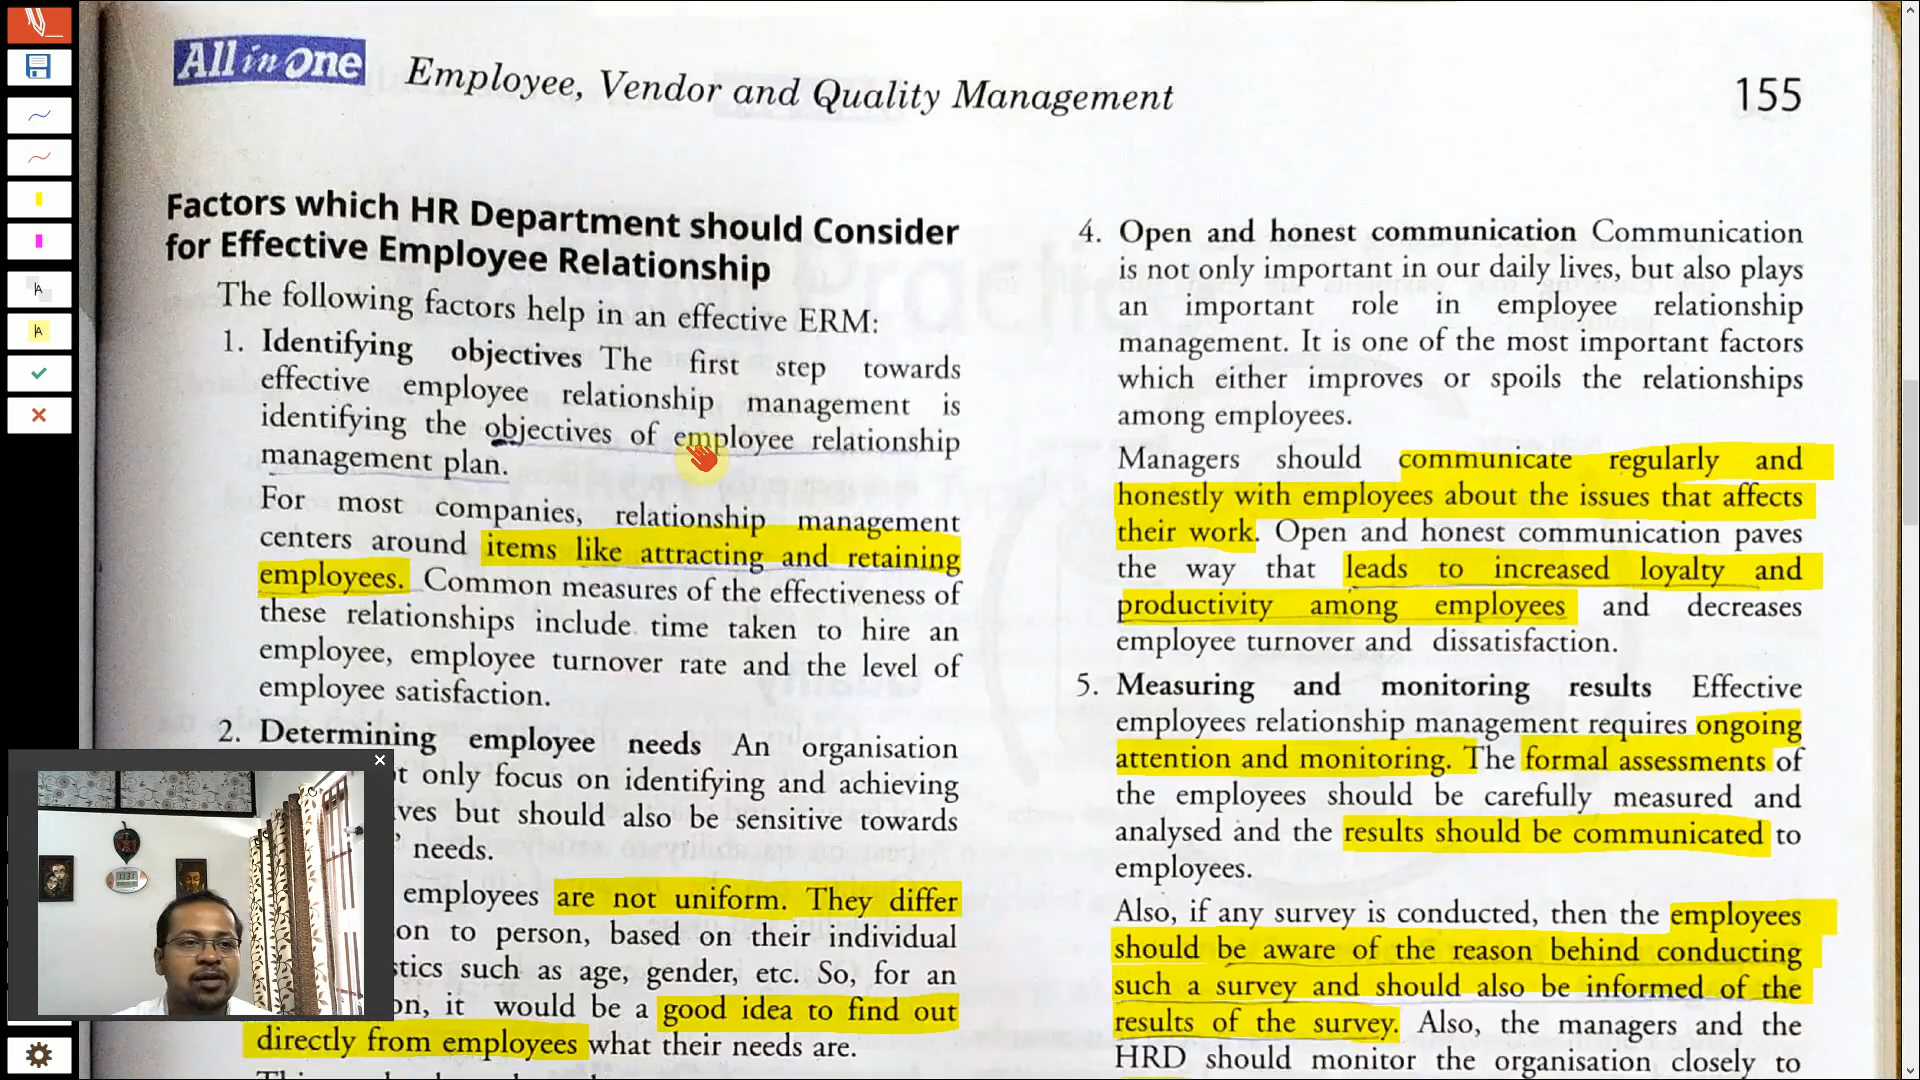 All in One
Employee, Vendor and Quality Management
155
Factors which HR Department should Consider
for Effective Employee Relationship
The following factors help in an effective ERM:
1. Identifying objectives The first step towards
effective employee relationship management is
identifying the objectives of employee relationship
management plan.
For most companies, relationship management
centers around items like attracting and retaining
employees. Common measures of the effectiveness of
these relationships include time taken to hire an
employee, employee turnover rate and the level of
employee satisfaction.
2. Determining employee needs An organisation
t only focus on identifying and achieving
ves but should also be sensitive towards
' needs.
employees are not uniform. They differ
on to person, based on their individual
stics such as age, gender, etc. So, for an
on, it would be a good idea to find out
directly from employees what their needs are.
4. Open and honest communication Communication
is not only important in our daily lives, but also plays
an important role in employee relationship
management. It is one of the most important factors
which either improves or spoils the relationships
among employees.
Managers should communicate regularly and
honestly with employees about the issues that affects
their work. Open and honest communication paves
the way that leads to increased loyalty and
productivity among employees and decreases
employee turnover and dissatisfaction.
5. Measuring and monitoring results Effective
employees relationship management requires ongoing
attention and monitoring. The formal assessments of
the employees should be carefully measured and
analysed and the results should be communicated to
employees.
Also, if any survey is conducted, then the employees
should be aware of the reason behind conducting
such a survey and should also be informed of the
results of the survey. Also, the managers and the
HRD should monitor the organisation closely to